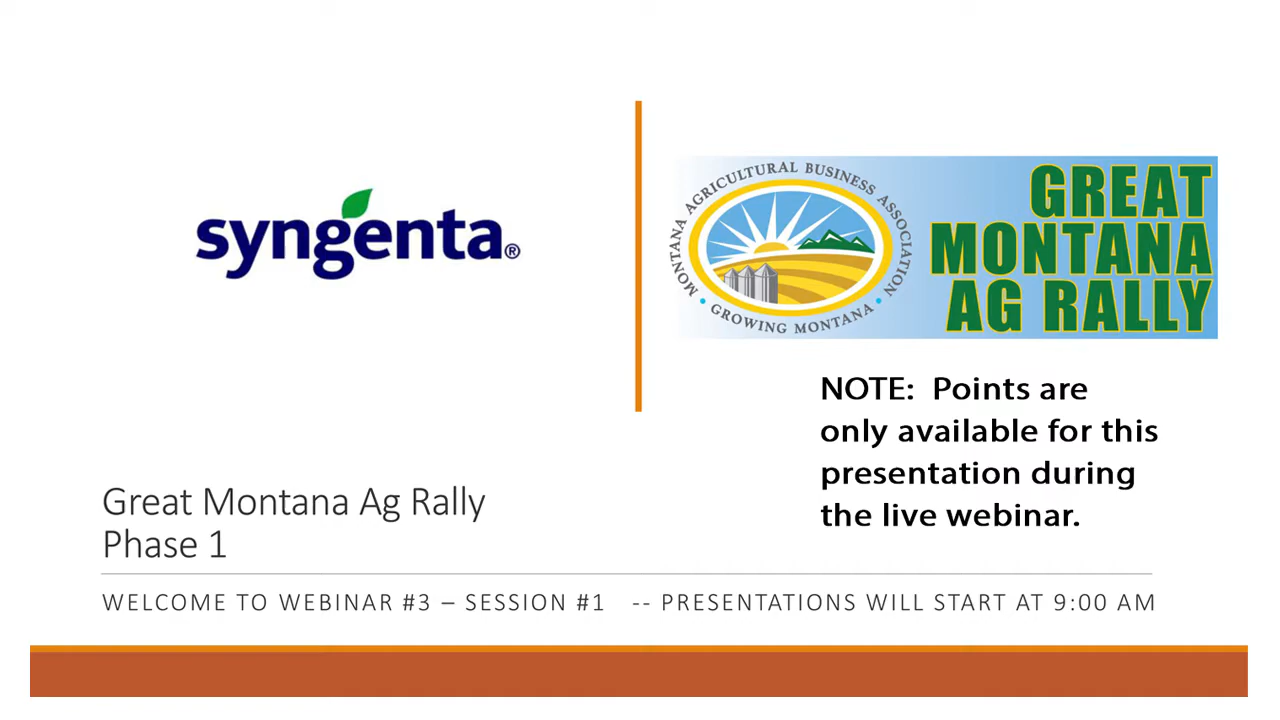 syngenta®
MONTANA AGRICULTURAL BUSINESS ASSOCIATION
• GROWING MONTANA •
GREAT
MONTANA
AG RALLY
NOTE:  Points are
only available for this
presentation during
the live webinar.
Great Montana Ag Rally
Phase 1
WELCOME TO WEBINAR #3 – SESSION #1   -- PRESENTATIONS WILL START AT 9:00 AM